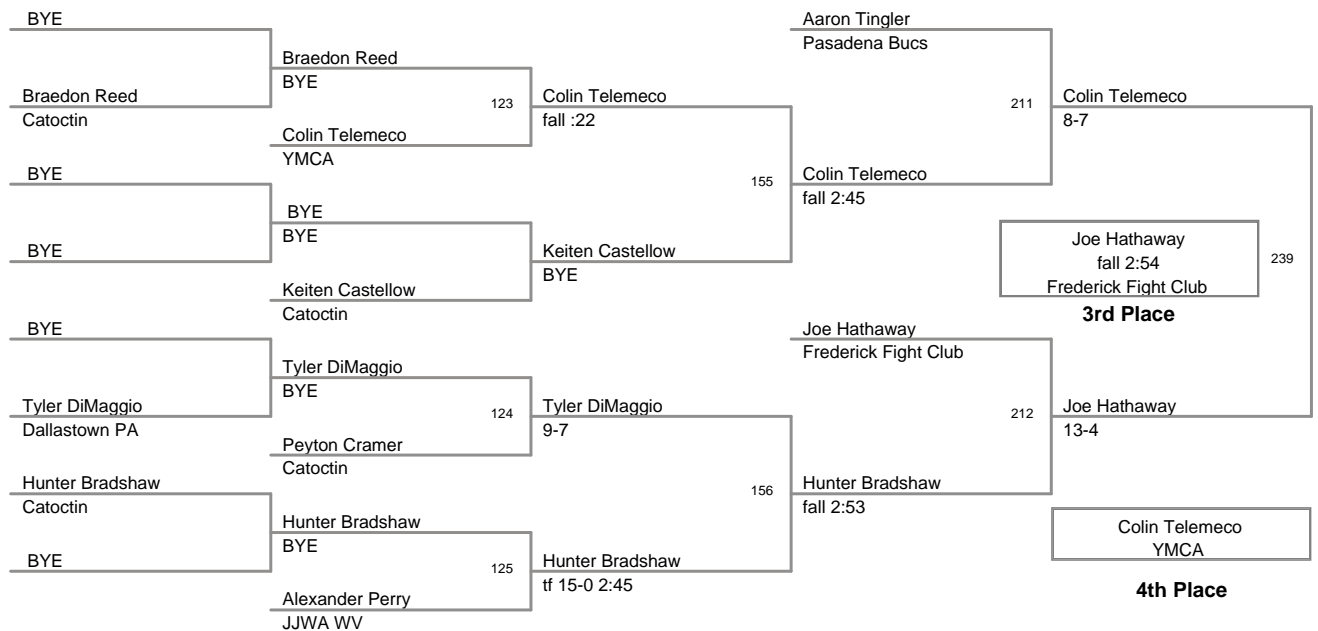 BYE
Braedon Reed
Catoctin
BYE
BYE
BYE
Tyler DiMaggio
Dallastown PA
Hunter Bradshaw
Catoctin
BYE
Braedon Reed
BYE
123
Colin Telemeco
YMCA
BYE
BYE
Keiten Castellow
Catoctin
Tyler DiMaggio
BYE
124
Peyton Cramer
Catoctin
Hunter Bradshaw
BYE
125
Alexander Perry
JJWA WV
Colin Telemeco
fall :22
155
Keiten Castellow
BYE
Tyler DiMaggio
9-7
156
Hunter Bradshaw
tf 15-0 2:45
Aaron Tingler
Pasadena Bucs
211
Colin Telemeco
fall 2:45
Joe Hathaway
Frederick Fight Club
212
Hunter Bradshaw
fall 2:53
Colin Telemeco
8-7
Joe Hathaway
fall 2:54
Frederick Fight Club
239
3rd Place
Joe Hathaway
13-4
Colin Telemeco
YMCA
4th Place